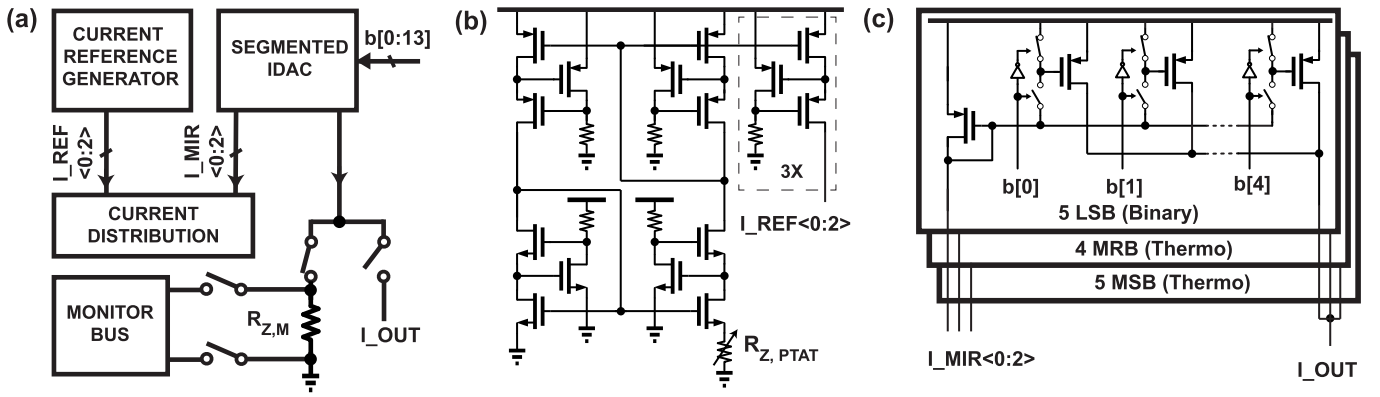 (a)
CURRENT
REFERENCE
GENERATOR
SEGMENTED
IDAC
b[0:13]
I_REF
<0:2>
I_MIR
<0:2>
CURRENT
DISTRIBUTION
MONITOR
BUS
R_Z,M
I_OUT
(b)
3X
I_REF<0:2>
R_Z, PTAT
(c)
b[0]
b[1]
b[4]
5 LSB (Binary)
4 MRB (Thermo)
5 MSB (Thermo)
I_MIR<0:2>
I_OUT